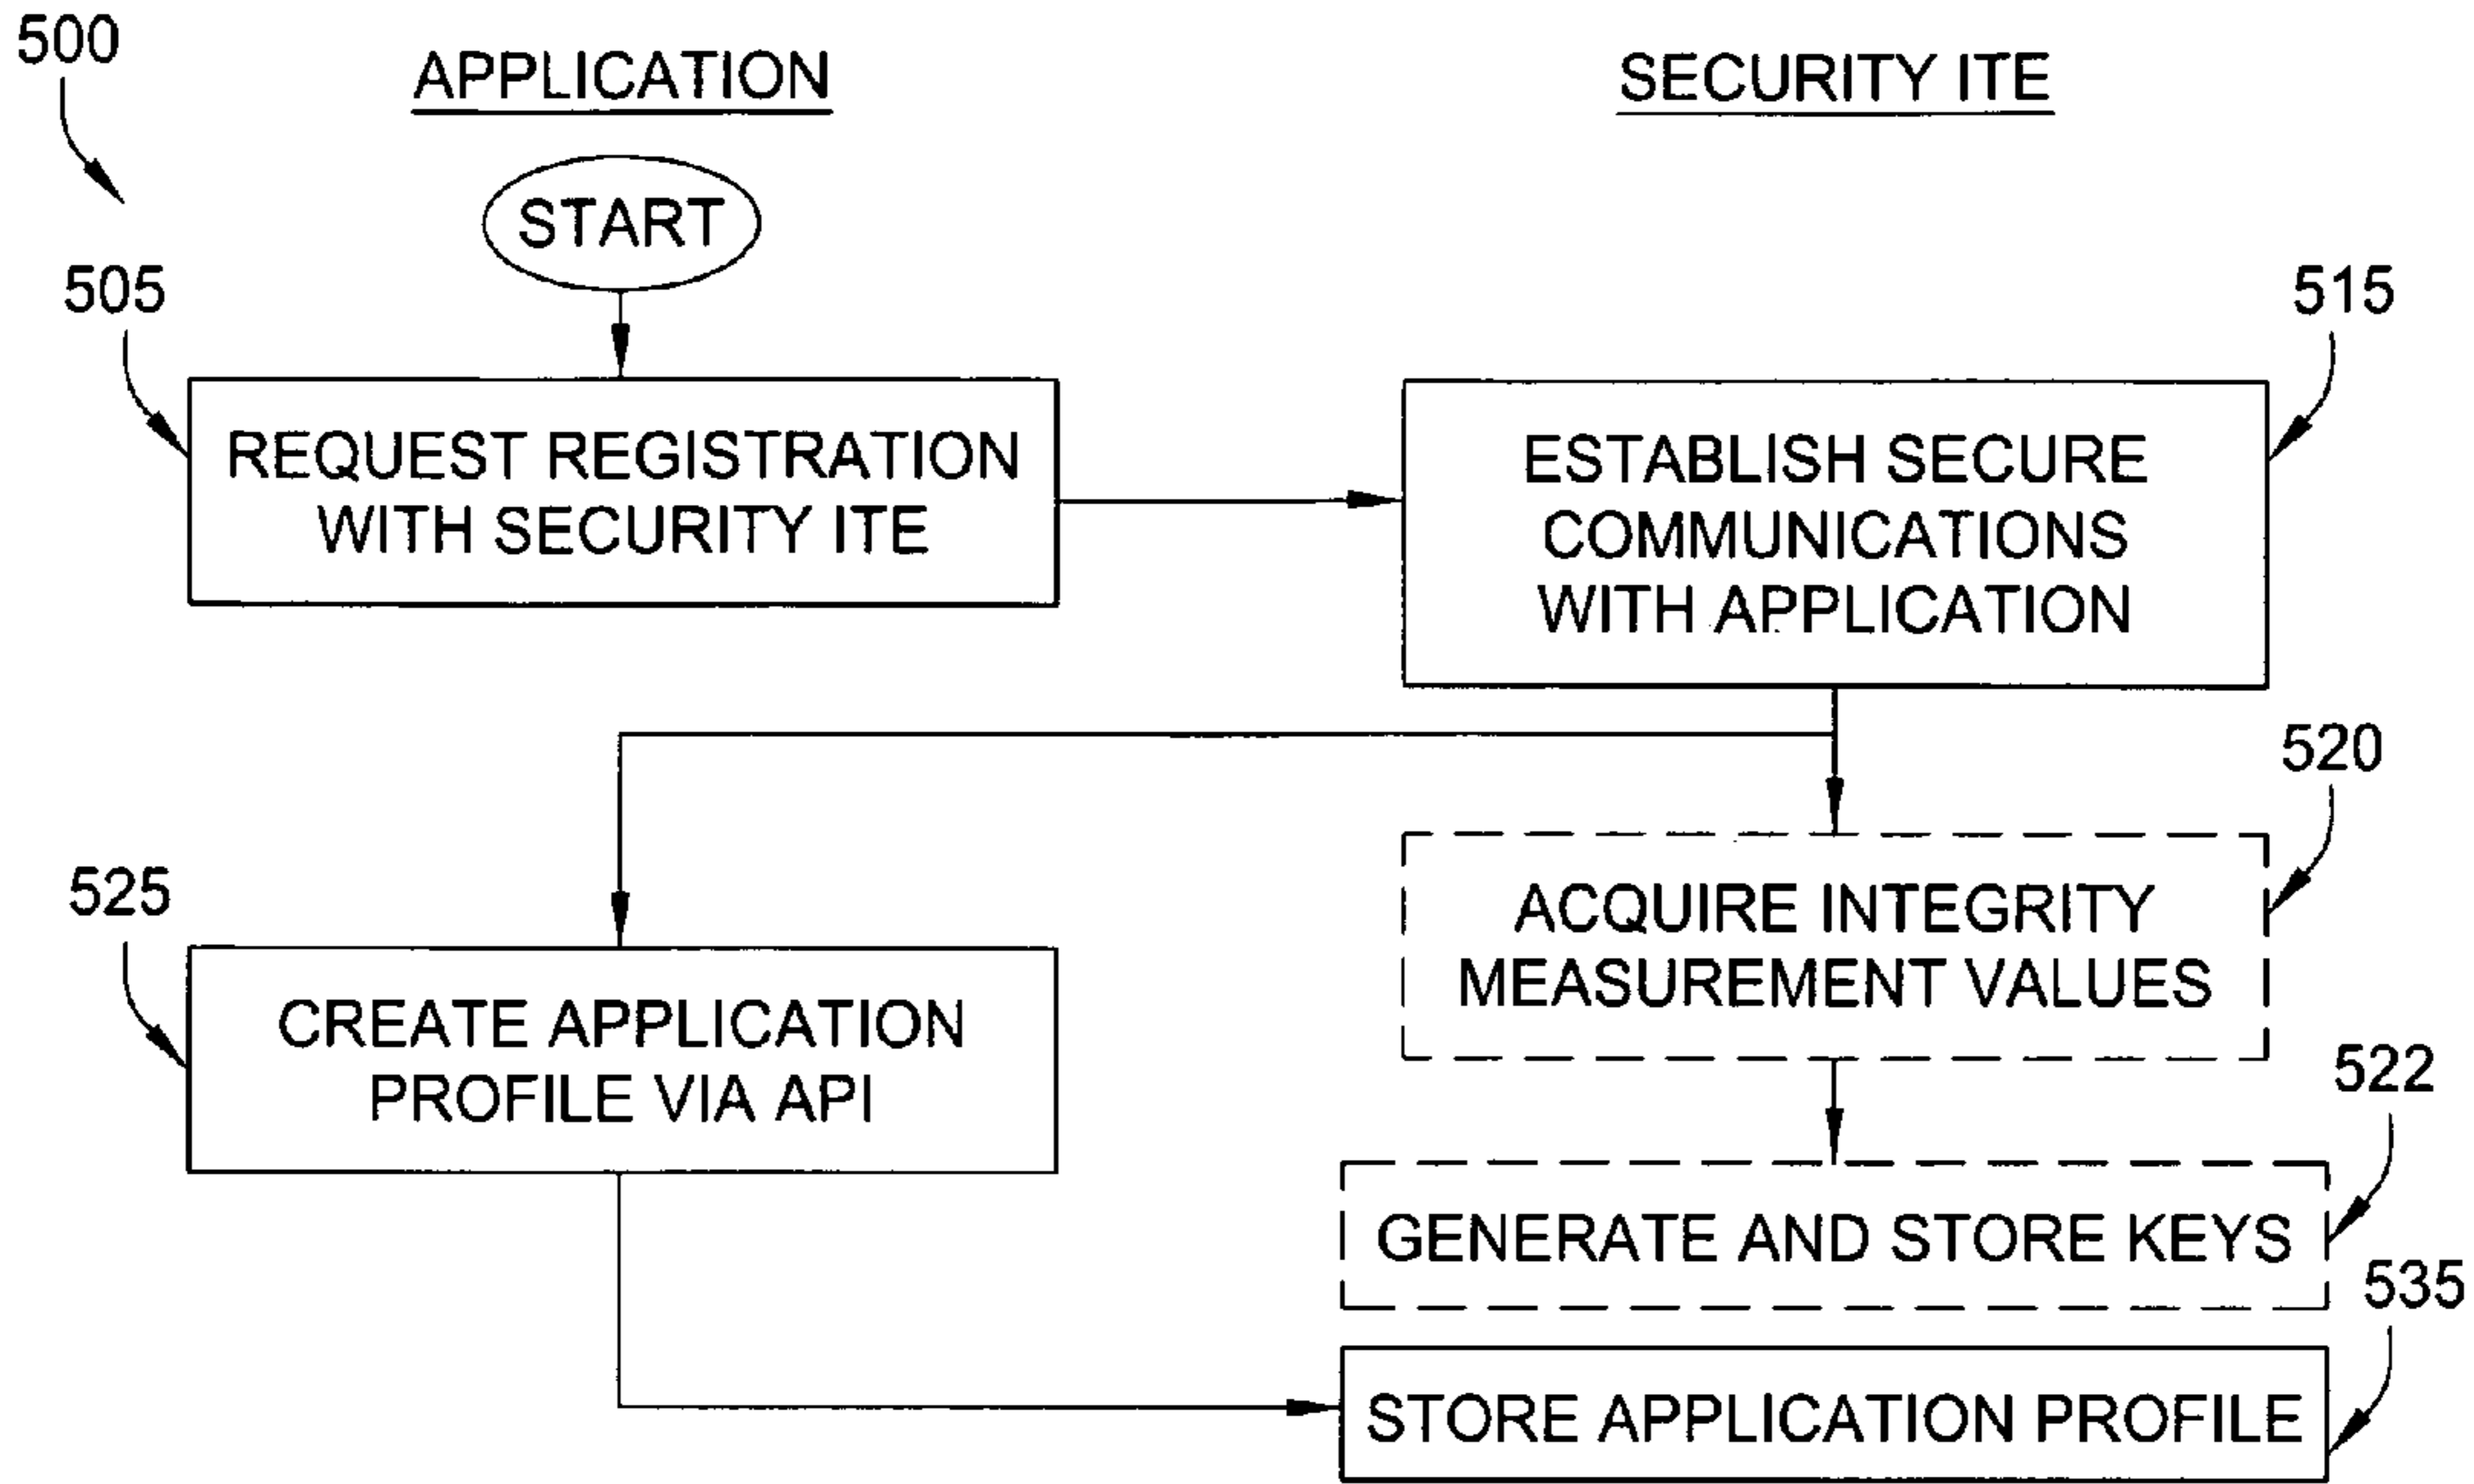 500
APPLICATION
SECURITY ITE
START
505
515
REQUEST REGISTRATION
WITH SECURITY ITE
ESTABLISH SECURE
COMMUNICATIONS
WITH APPLICATION
520
525
ACQUIRE INTEGRITY
MEASUREMENT VALUES
CREATE APPLICATION
PROFILE VIA API
522
GENERATE AND STORE KEYS
535
STORE APPLICATION PROFILE